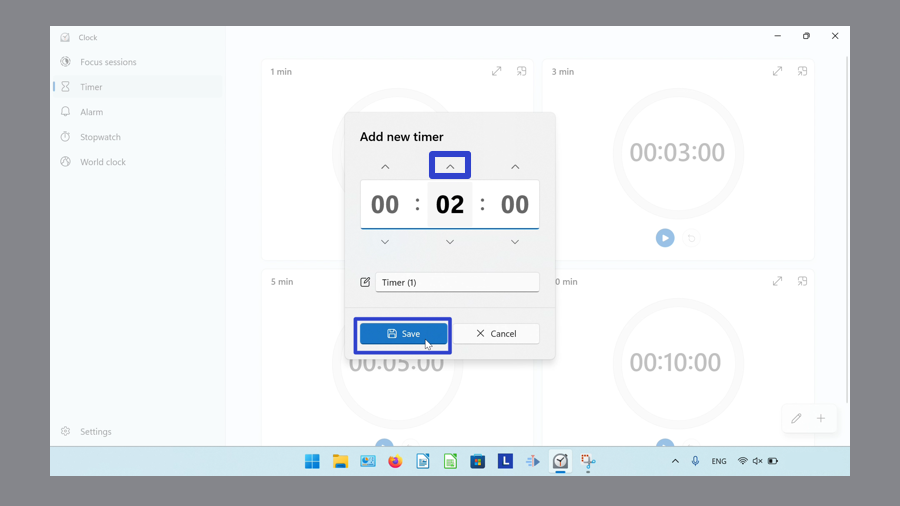 Clock
Focus sessions
Timer
Alarm
Stopwatch
World clock
Settings
1 min
3 min
00:03:00
5 min
00:05:00
0 min
00:10:00
Add new timer
00 : 02 : 00
Timer (1)
Save
Cancel
L
ENG